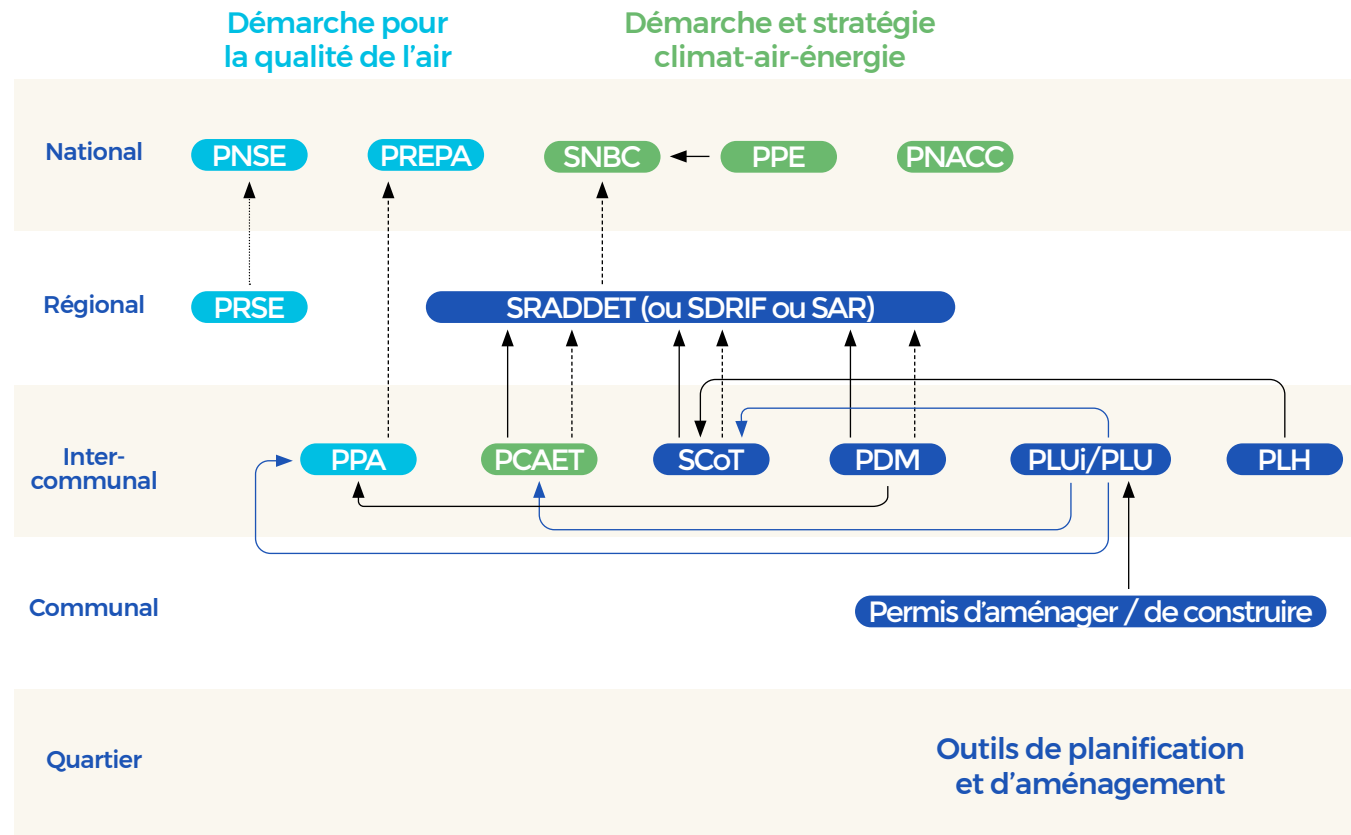 Démarche pour
la qualité de l'air
Démarche et stratégie
climat-air-énergie
National
PNSE
PREPA
SNBC
PPE
PNACC
Régional
PRSE
SRADDET (ou SDRIF ou SAR)
Inter-
communal
PPA
PCAET
SCoT
PDM
PLUi/PLU
PLH
Communal
Permis d'aménager / de construire
Quartier
Outils de planification
et d'aménagement